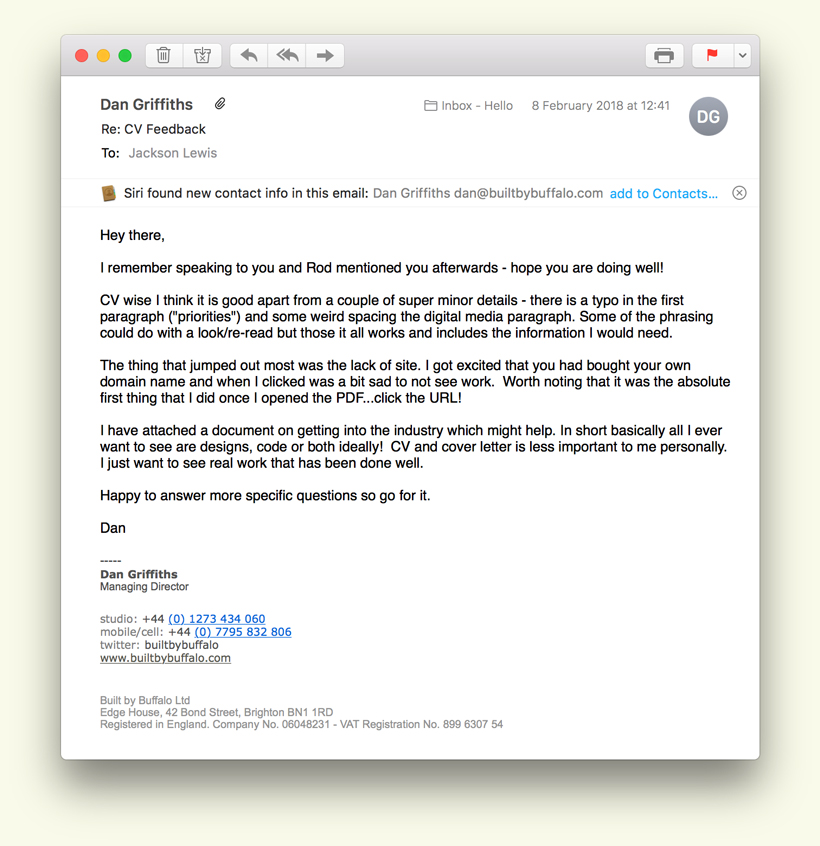 Dan Griffiths
Inbox - Hello
8 February 2018 at 12:41
DG
Re: CV Feedback
To: Jackson Lewis
Siri found new contact info in this email: Dan Griffiths dan@builtbybuffalo.com add to Contacts...
Hey there,
I remember speaking to you and Rod mentioned you afterwards - hope you are doing well!
CV wise I think it is good apart from a couple of super minor details - there is a typo in the first
paragraph ("priorities") and some weird spacing the digital media paragraph. Some of the phrasing
could do with a look/re-read but those it all works and includes the information I would need.
The thing that jumped out most was the lack of site. I got excited that you had bought your own
domain name and when I clicked was a bit sad to not see work.  Worth noting that it was the absolute
first thing that I did once I opened the PDF...click the URL!
I have attached a document on getting into the industry which might help. In short basically all I ever
want to see are designs, code or both ideally!  CV and cover letter is less important to me personally.
I just want to see real work that has been done well.
Happy to answer more specific questions so go for it.
Dan
-----
Dan Griffiths
Managing Director
studio: +44 (0) 1273 434 060
mobile/cell: +44 (0) 7795 832 806
twitter: builtbybuffalo
www.builtbybuffalo.com
Built by Buffalo Ltd
Edge House, 42 Bond Street, Brighton BN1 1RD
Registered in England. Company No. 06048231 - VAT Registration No. 899 6307 54